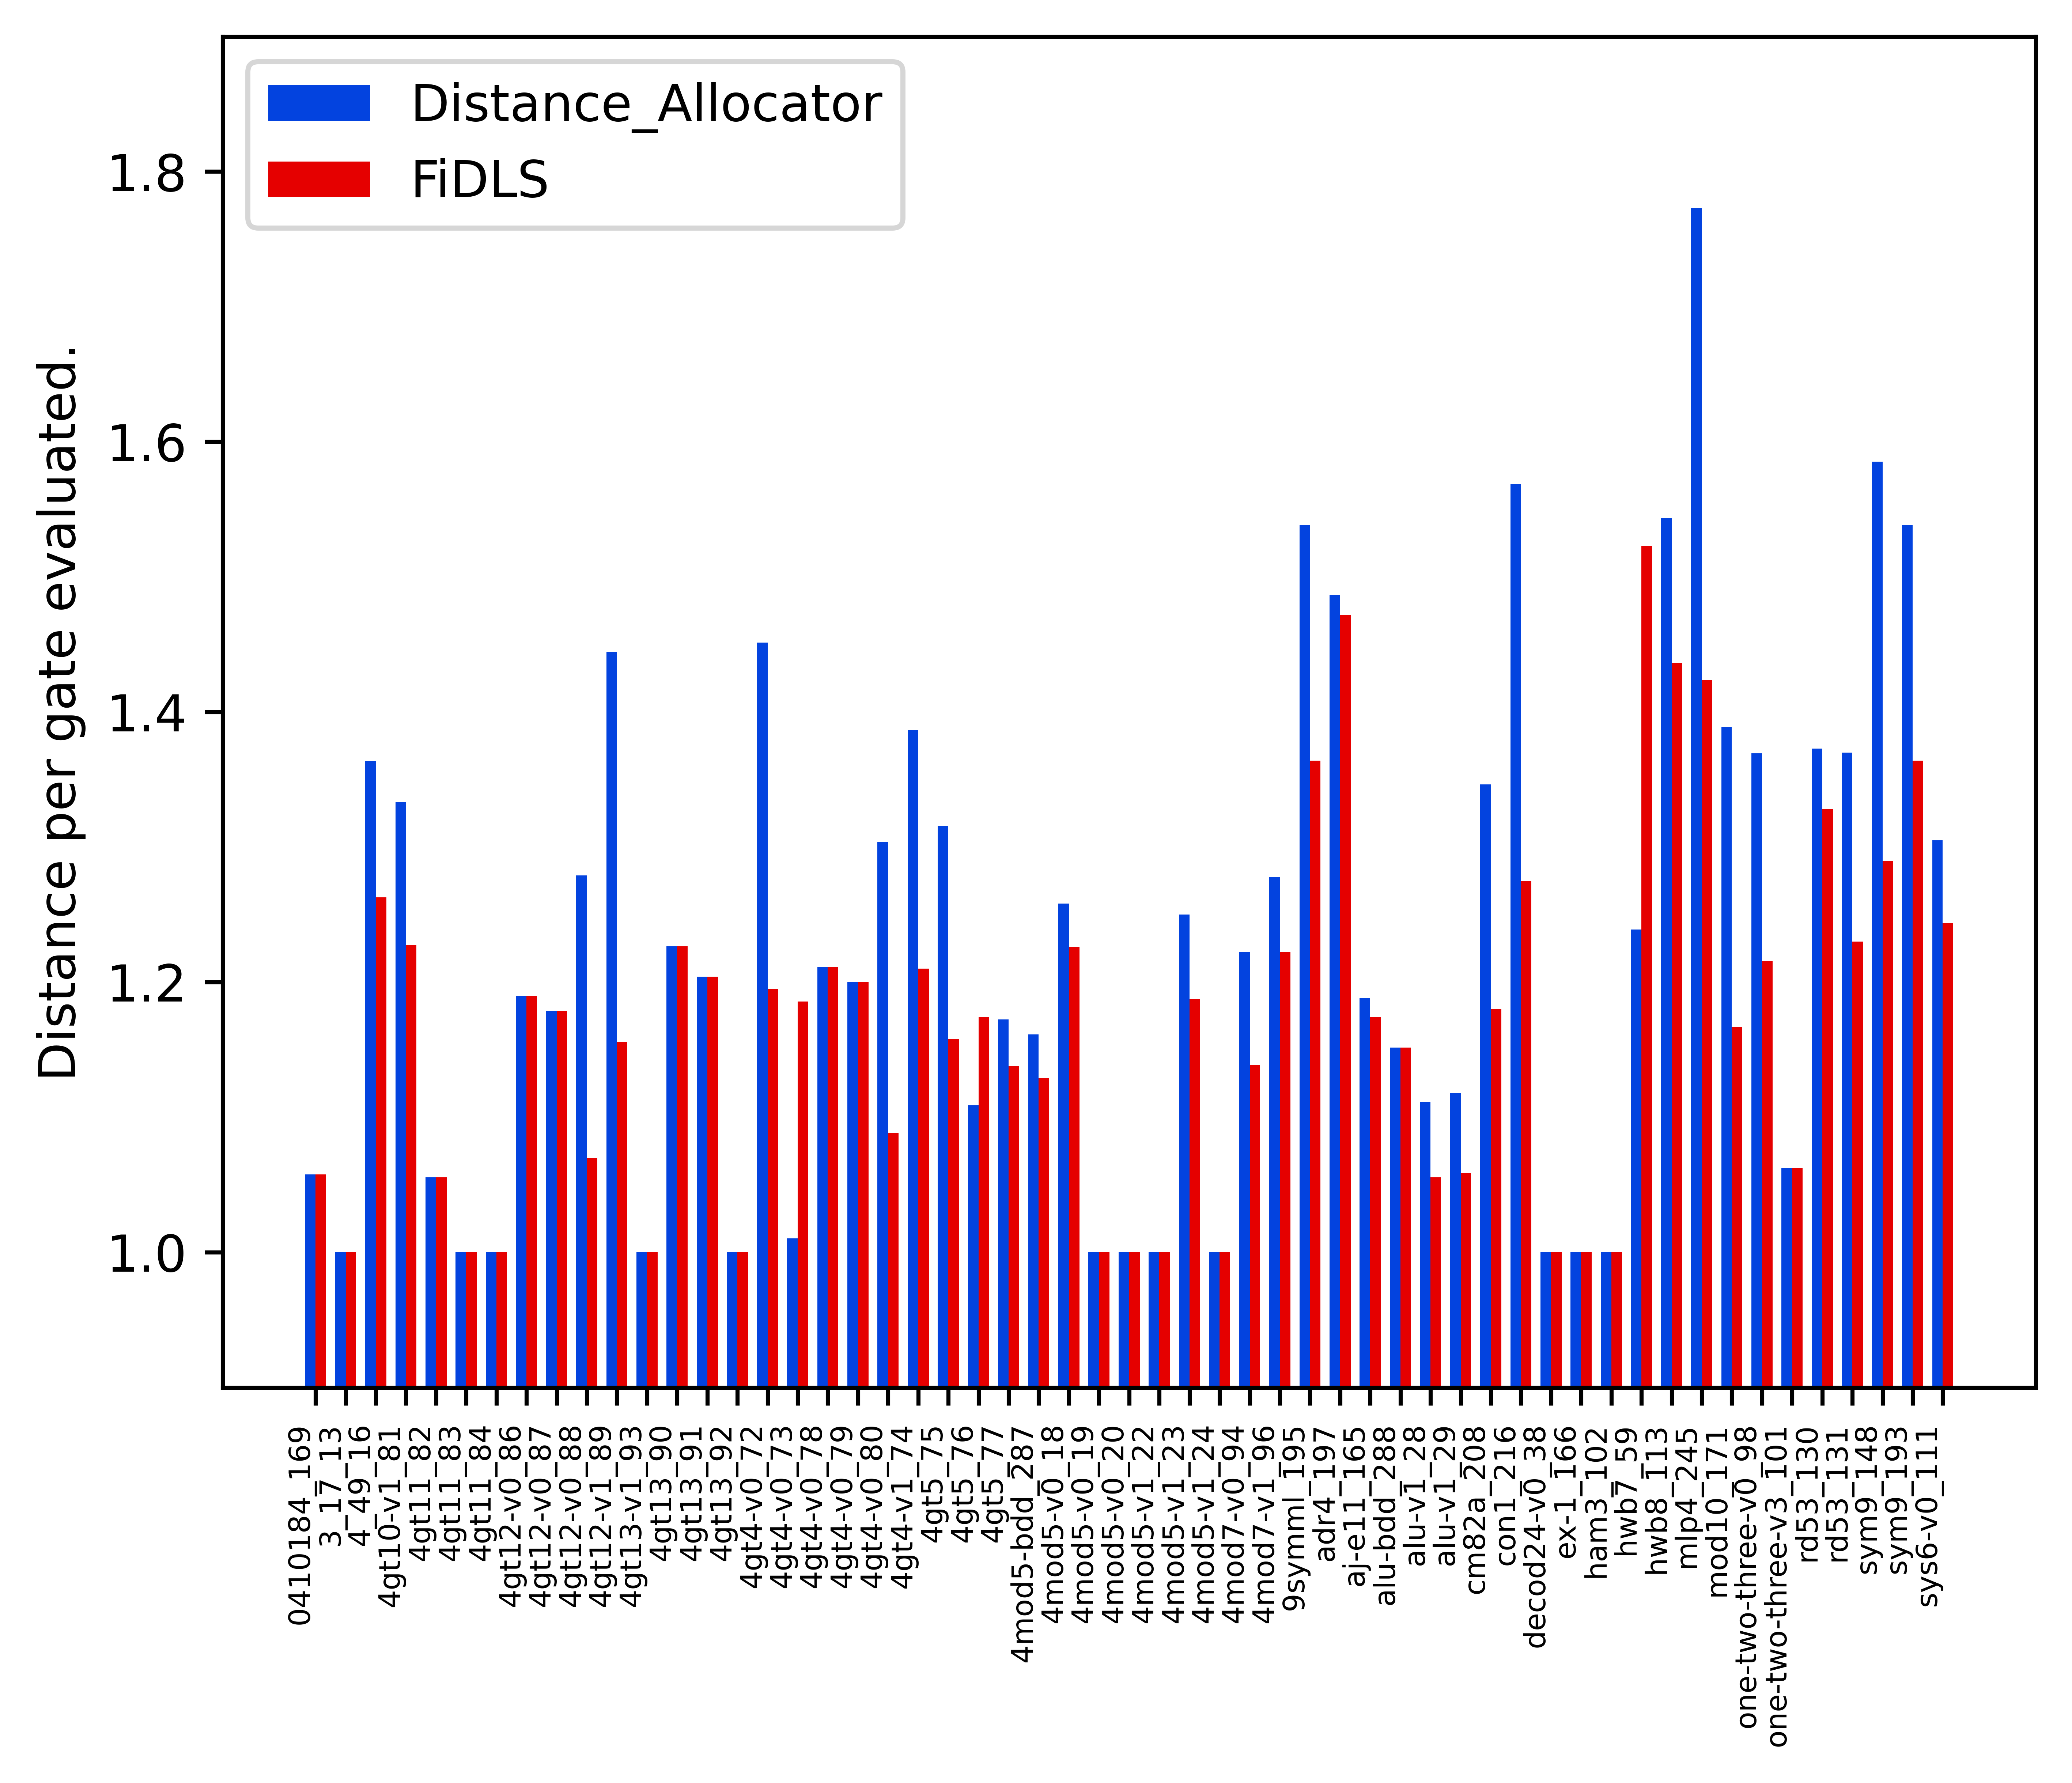 Distance_Allocator
FiDLS
Distance per gate evaluated.
1.8
1.6
1.4
1.2
1.0
0410184_169
3_17_13
4_49_16
4gt10-v1_81
4gt11_82
4gt11_83
4gt11_84
4gt12-v0_86
4gt12-v0_87
4gt12-v0_88
4gt12-v1_89
4gt13-v1_93
4gt13_90
4gt13_91
4gt13_92
4gt4-v0_72
4gt4-v0_73
4gt4-v0_78
4gt4-v0_79
4gt4-v0_80
4gt4-v1_74
4gt5_75
4gt5_76
4gt5_77
4mod5-bdd_287
4mod5-v0_18
4mod5-v0_19
4mod5-v0_20
4mod5-v1_22
4mod5-v1_23
4mod5-v1_24
4mod7-v0_94
4mod7-v1_96
9symml_195
adr4_197
aj-e11_165
alu-bdd_288
alu-v1_28
alu-v1_29
cm82a_208
con1_216
decod24-v0_38
ex-1_166
ham3_102
hwb7_59
hwb8_113
mlp4_245
mod10_171
one-two-three-v0_98
one-two-three-v3_101
rd53_130
rd53_131
sym9_148
sym9_193
sys6-v0_111